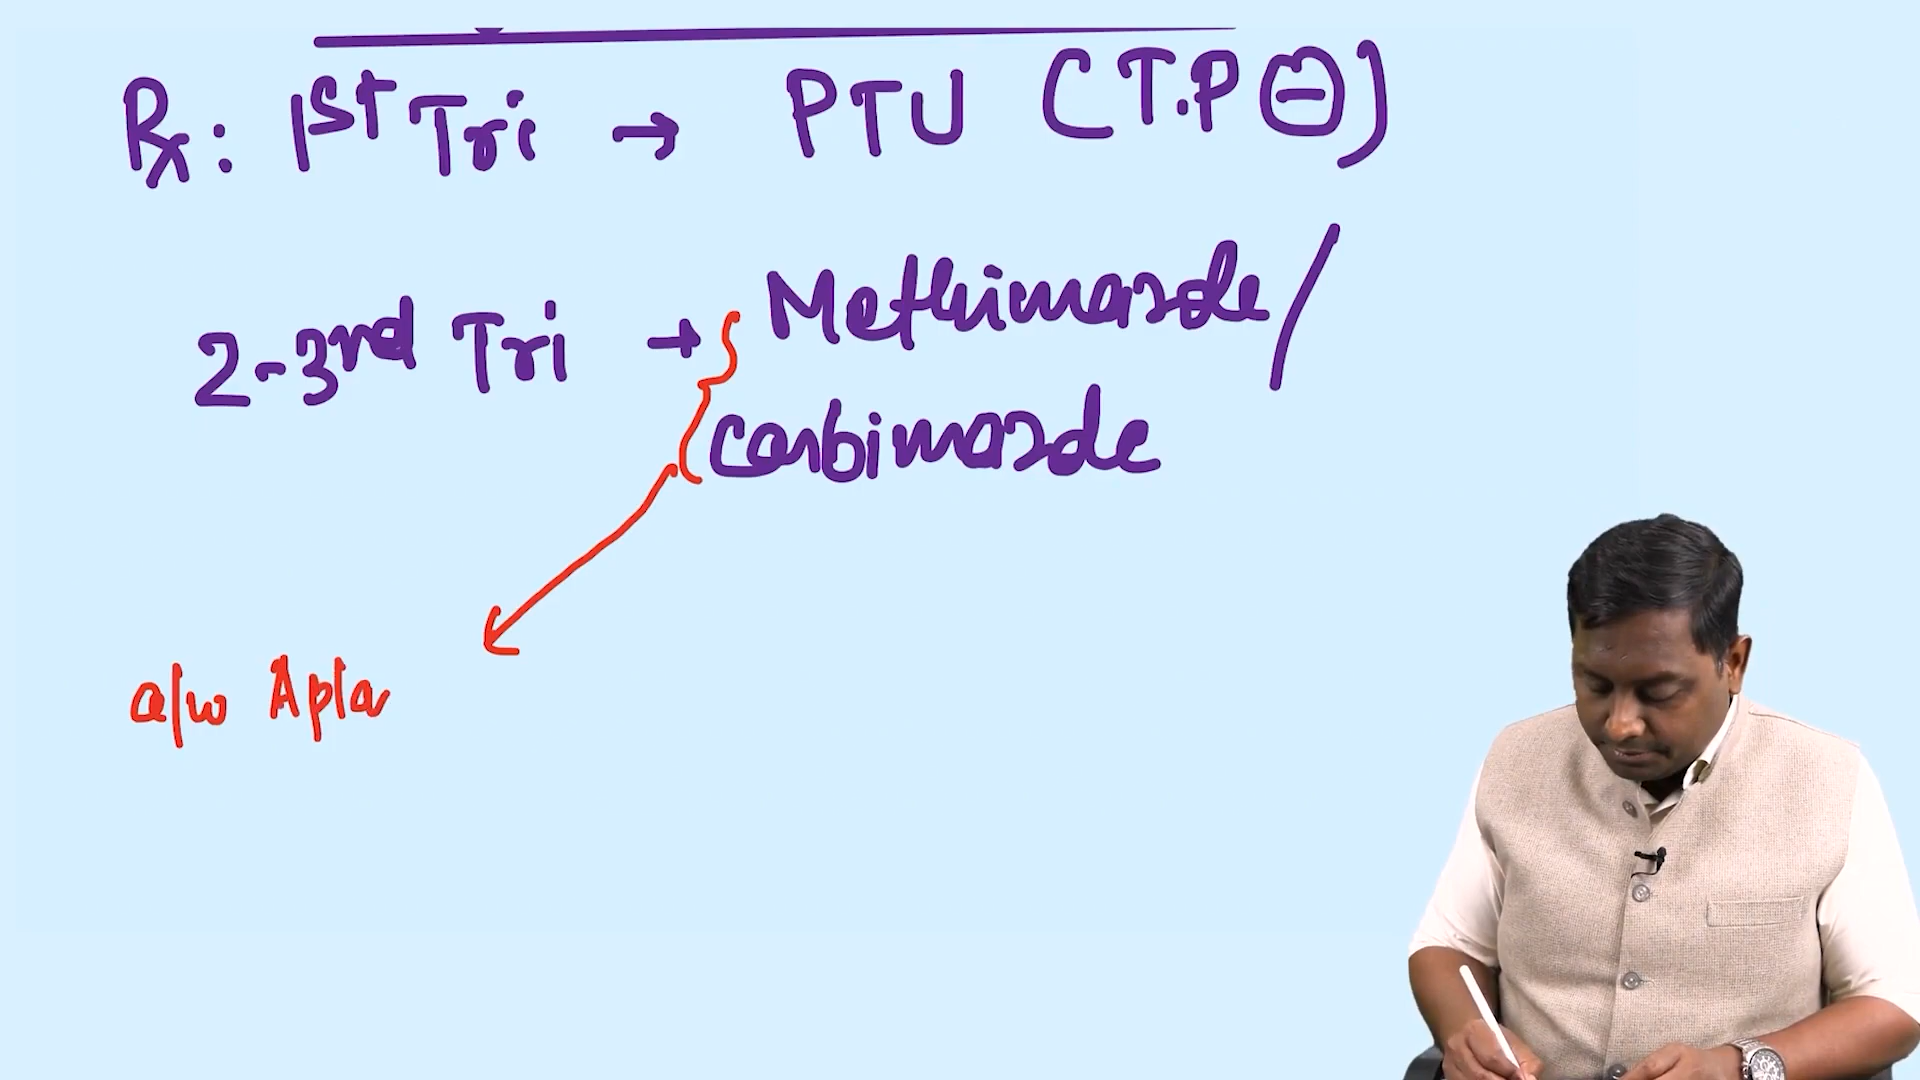 Rx: 1st Tri → PTU (T.P ⊖)
2-3rd Tri → Methimazole/
Carbimazole
a/w Apla